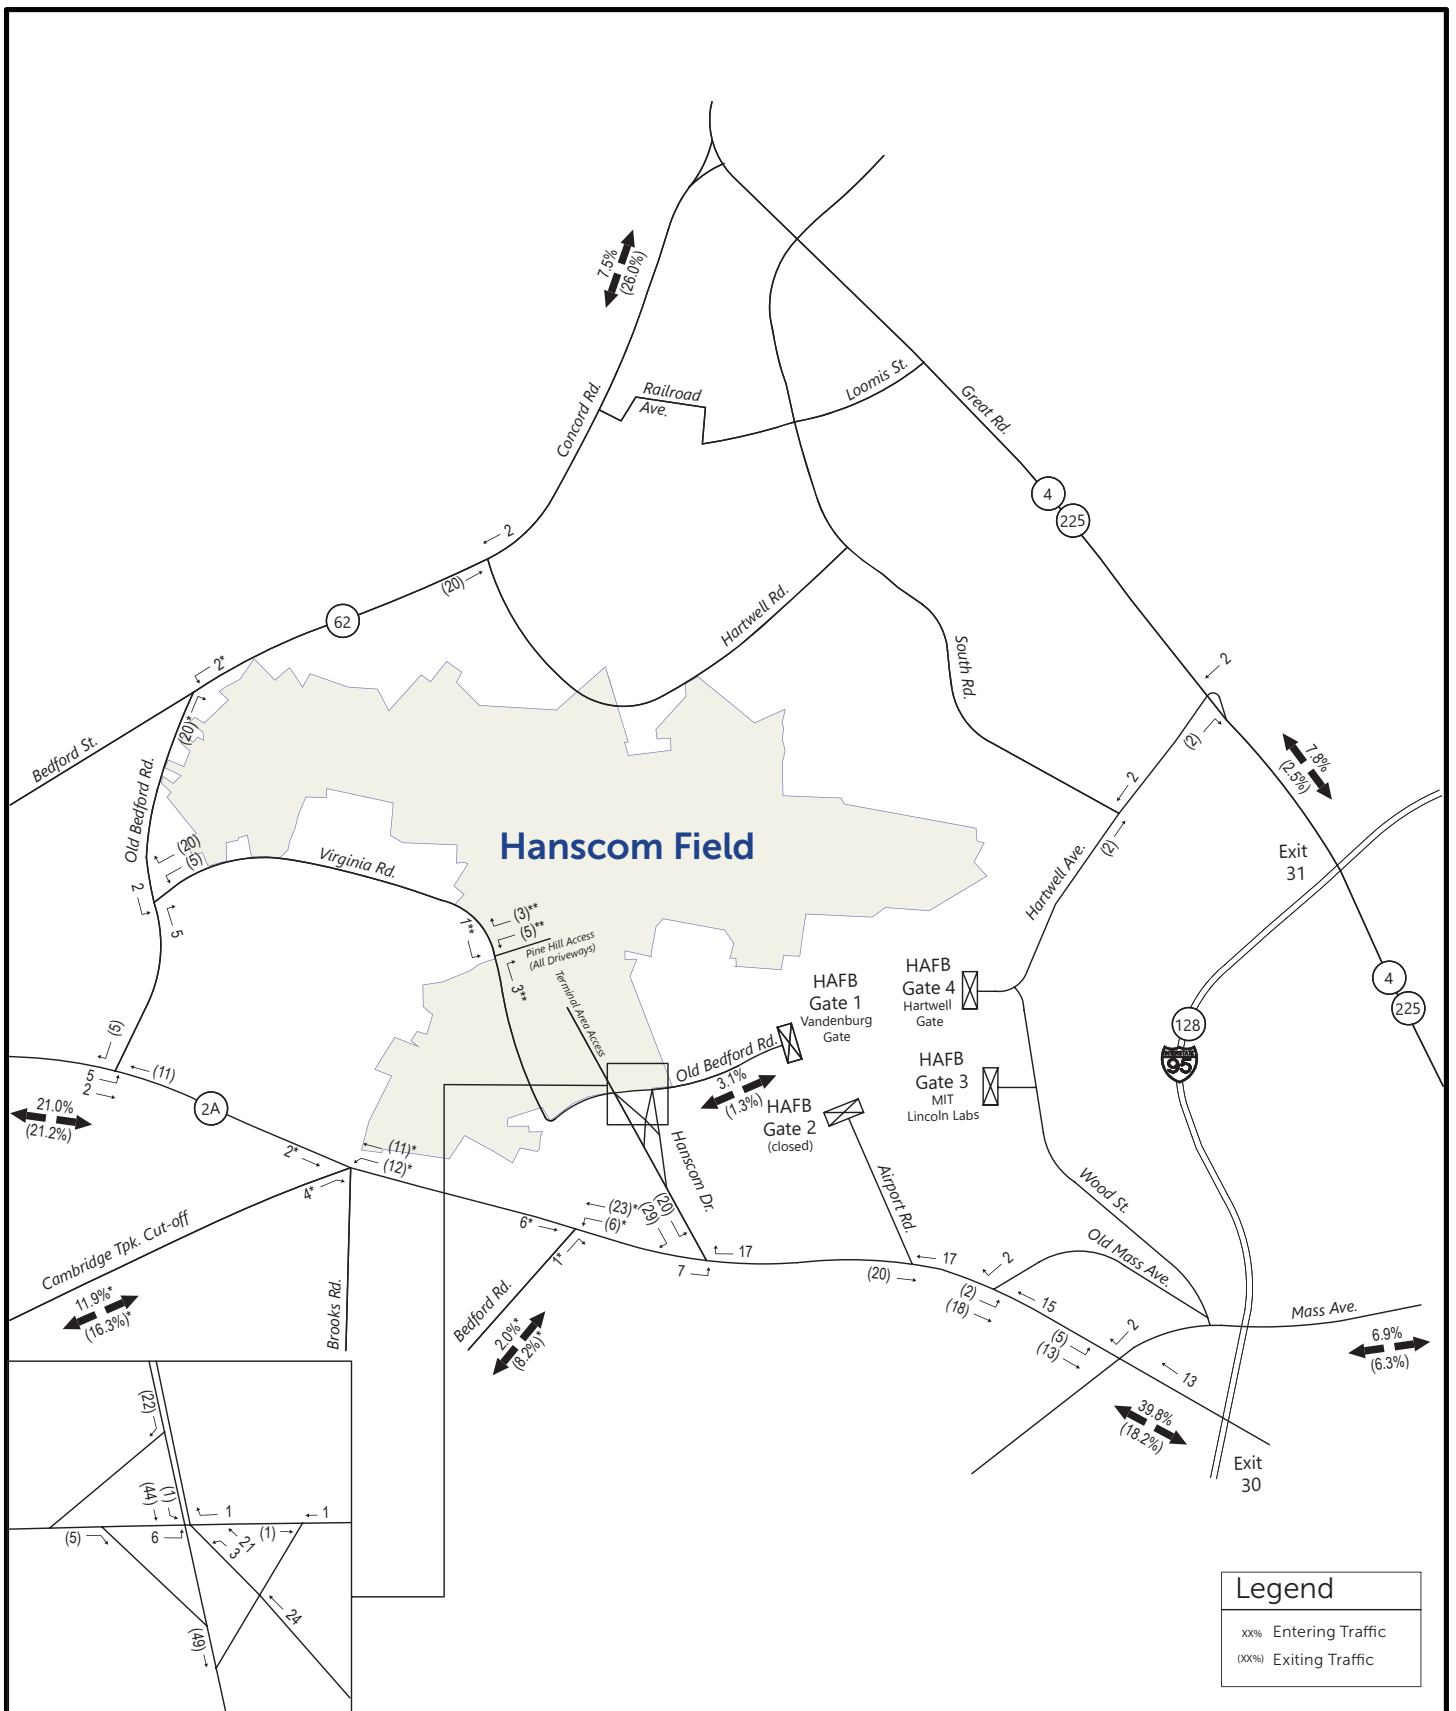 7.5%
(26.0%)
Concord Rd.
Railroad
Ave.
Loomis St.
Great Rd.
4
225
2
(20)
62
Hartwell Rd.
South Rd.
2*
(20)*
Bedford St.
Old Bedford Rd.
2
(2)
7.8%
(2.5%)
2
(2)
Hanscom Field
Virginia Rd.
(20)
(5)
2
5
Exit
31
Hartwell Ave.
(3)**
(5)**
1**
3**
Pine Hill Access
(All Driveways)
Terminal Area Access
HAFB
Gate 1
Vandenburg
Gate
HAFB
Gate 4
Hartwell
Gate
4
225
128
INTERSTATE
95
(5)
(11)
5
2
21.0%
(21.2%)
2A
Old Bedford Rd.
3.1%
(1.3%)
HAFB
Gate 3
MIT
Lincoln Labs
HAFB
Gate 2
(closed)
Hanscom Dr.
Airport Rd.
Wood St.
Old Mass Ave.
2*
4*
(11)*
(12)*
Cambridge Tpk. Cut-off
11.9%*
(16.3%)*
Brooks Rd.
6*
(23)*
(6)*
1*
(29)
(20)
7
17
Bedford Rd.
2.0%*
(8.2%)*
17
(20)
2
(2)
(18)
15
(5)
(13)
2
13
Mass Ave.
6.9%
(6.3%)
39.8%
(18.2%)
Exit
30
(22)
(44)
(1)
1
1
(5)
6
21
3
(1)
24
(49)
Legend
XX% Entering Traffic
(XX%) Exiting Traffic